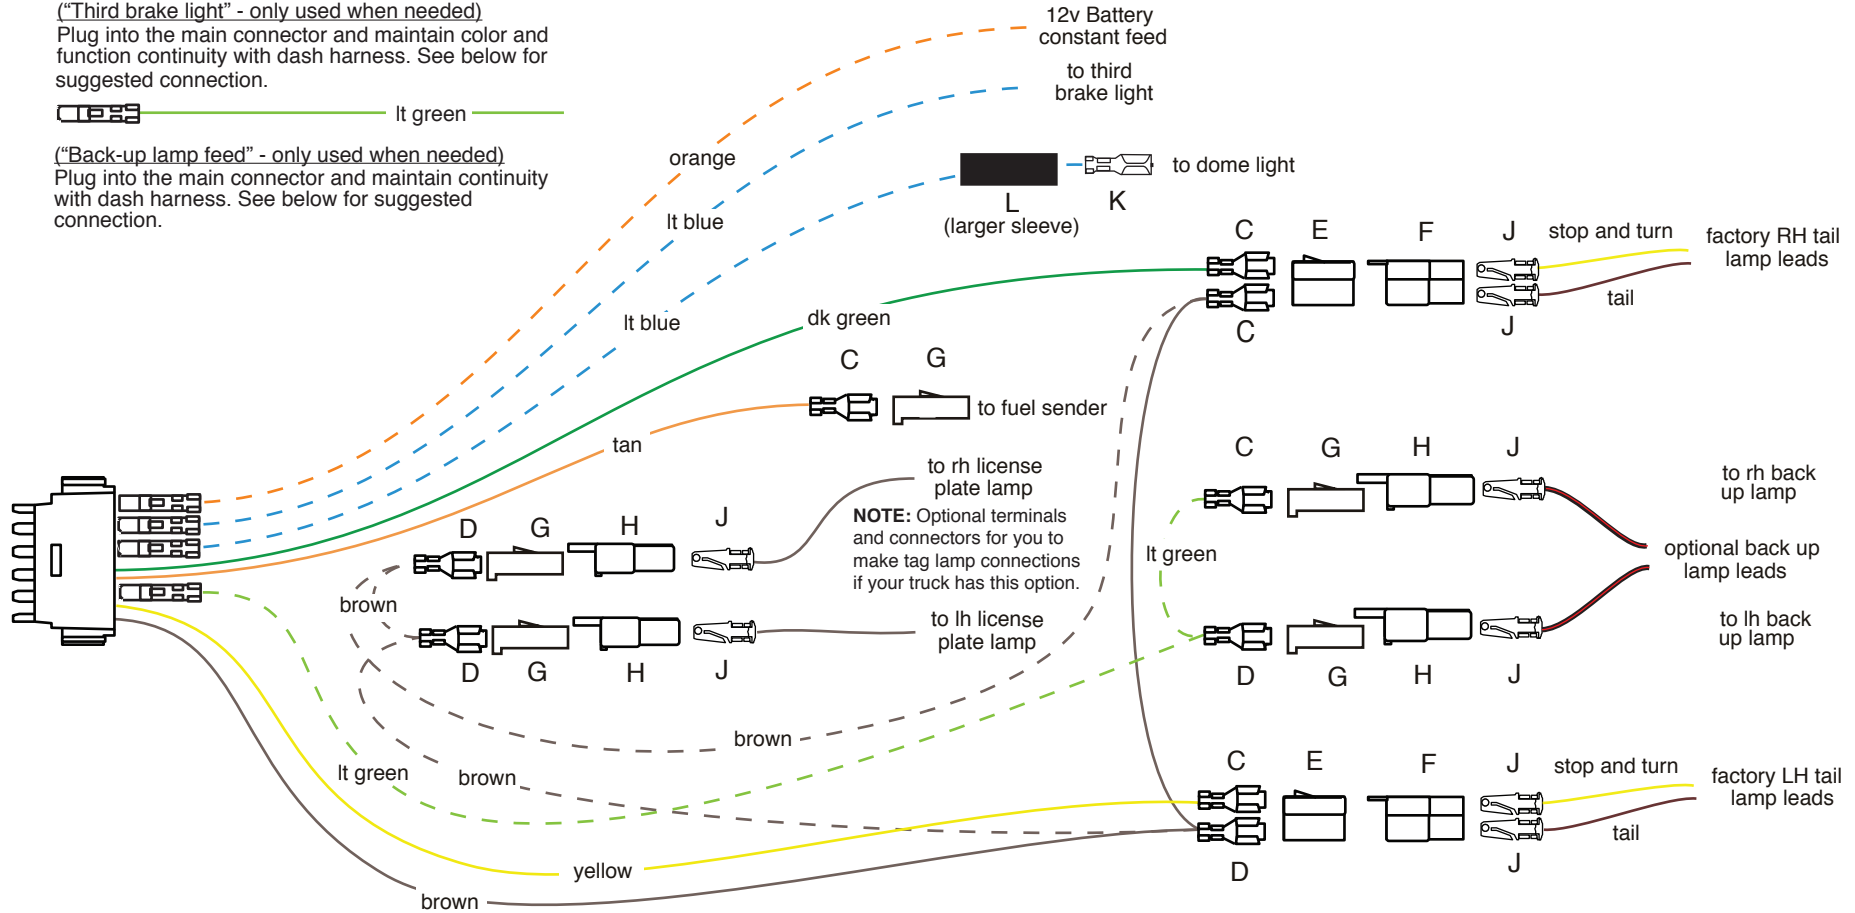 (“Third brake light” - only used when needed)
Plug into the main connector and maintain color and
function continuity with dash harness. See below for
suggested connection.
lt green
(“Back-up lamp feed” - only used when needed)
Plug into the main connector and maintain continuity
with dash harness. See below for suggested
connection.
12v Battery
constant feed
to third
brake light
orange
lt blue
L
(larger sleeve)
K
to dome light
lt blue
dk green
C
E
F
J
stop and turn
factory RH tail
lamp leads
tail
C
J
C
G
to fuel sender
tan
to rh license
plate lamp
NOTE: Optional terminals
and connectors for you to
make tag lamp connections
if your truck has this option.
D
G
H
J
brown
to lh license
plate lamp
D
G
H
J
C
G
H
J
to rh back
up lamp
lt green
optional back up
lamp leads
to lh back
up lamp
D
G
H
J
brown
brown
lt green
C
E
F
J
stop and turn
factory LH tail
lamp leads
tail
D
J
yellow
brown